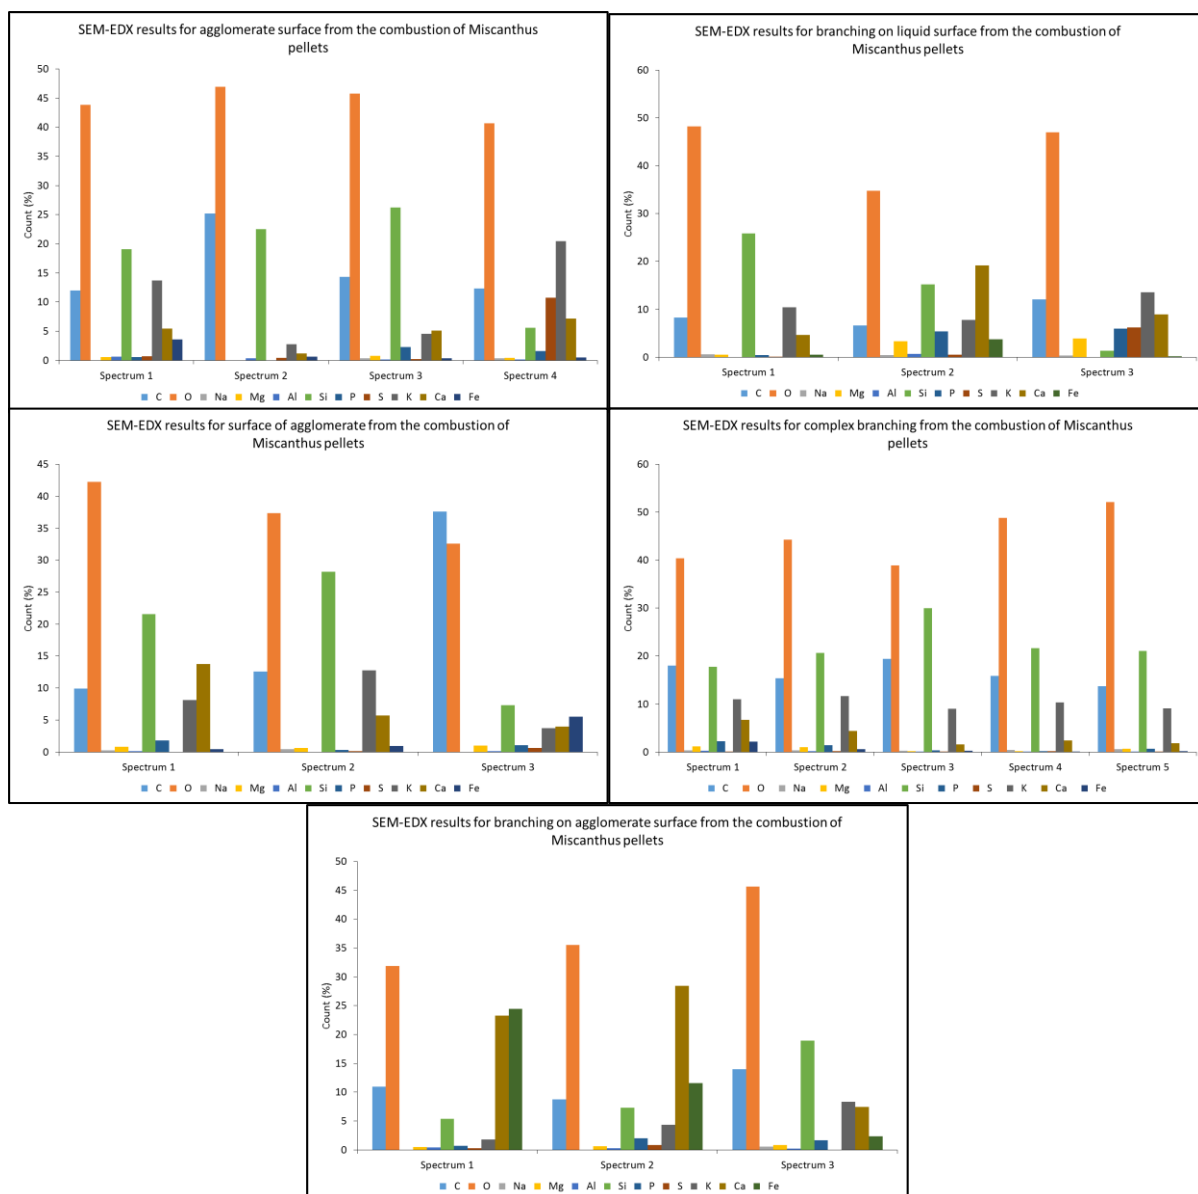 SEM-EDX results for agglomerate surface from the combustion of Miscanthus
pellets
50
45
40
35
30
25
20
15
10
5
0
Count (%)
Spectrum 1 Spectrum 2 Spectrum 3 Spectrum 4
C O Na Mg Al Si P S K Ca Fe
SEM-EDX results for branching on liquid surface from the combustion of
Miscanthus pellets
60
50
40
30
20
10
0
Count (%)
Spectrum 1 Spectrum 2 Spectrum 3
C O Na Mg Al Si P S K Ca Fe
SEM-EDX results for surface of agglomerate from the combustion of
Miscanthus pellets
45
40
35
30
25
20
15
10
5
0
Count (%)
Spectrum 1 Spectrum 2 Spectrum 3
C O Na Mg Al Si P S K Ca Fe
SEM-EDX results for complex branching from the combustion of Miscanthus
pellets
60
50
40
30
20
10
0
Count (%)
Spectrum 1 Spectrum 2 Spectrum 3 Spectrum 4 Spectrum 5
C O Na Mg Al Si P S K Ca Fe
SEM-EDX results for branching on agglomerate surface from the combustion of
Miscanthus pellets
50
45
40
35
30
25
20
15
10
5
0
Count (%)
Spectrum 1 Spectrum 2 Spectrum 3
C O Na Mg Al Si P S K Ca Fe